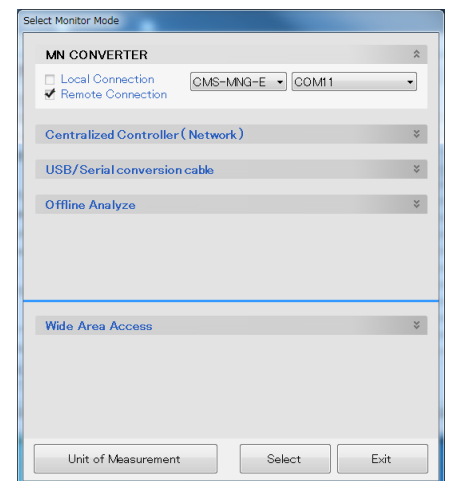 Select Monitor Mode
MN CONVERTER
Local Connection
CMS-MNG-E
COM11
Remote Connection
Centralized Controller(Network)
USB/Serial conversion cable
Offline Analyze
Wide Area Access
Unit of Measurement
Select
Exit